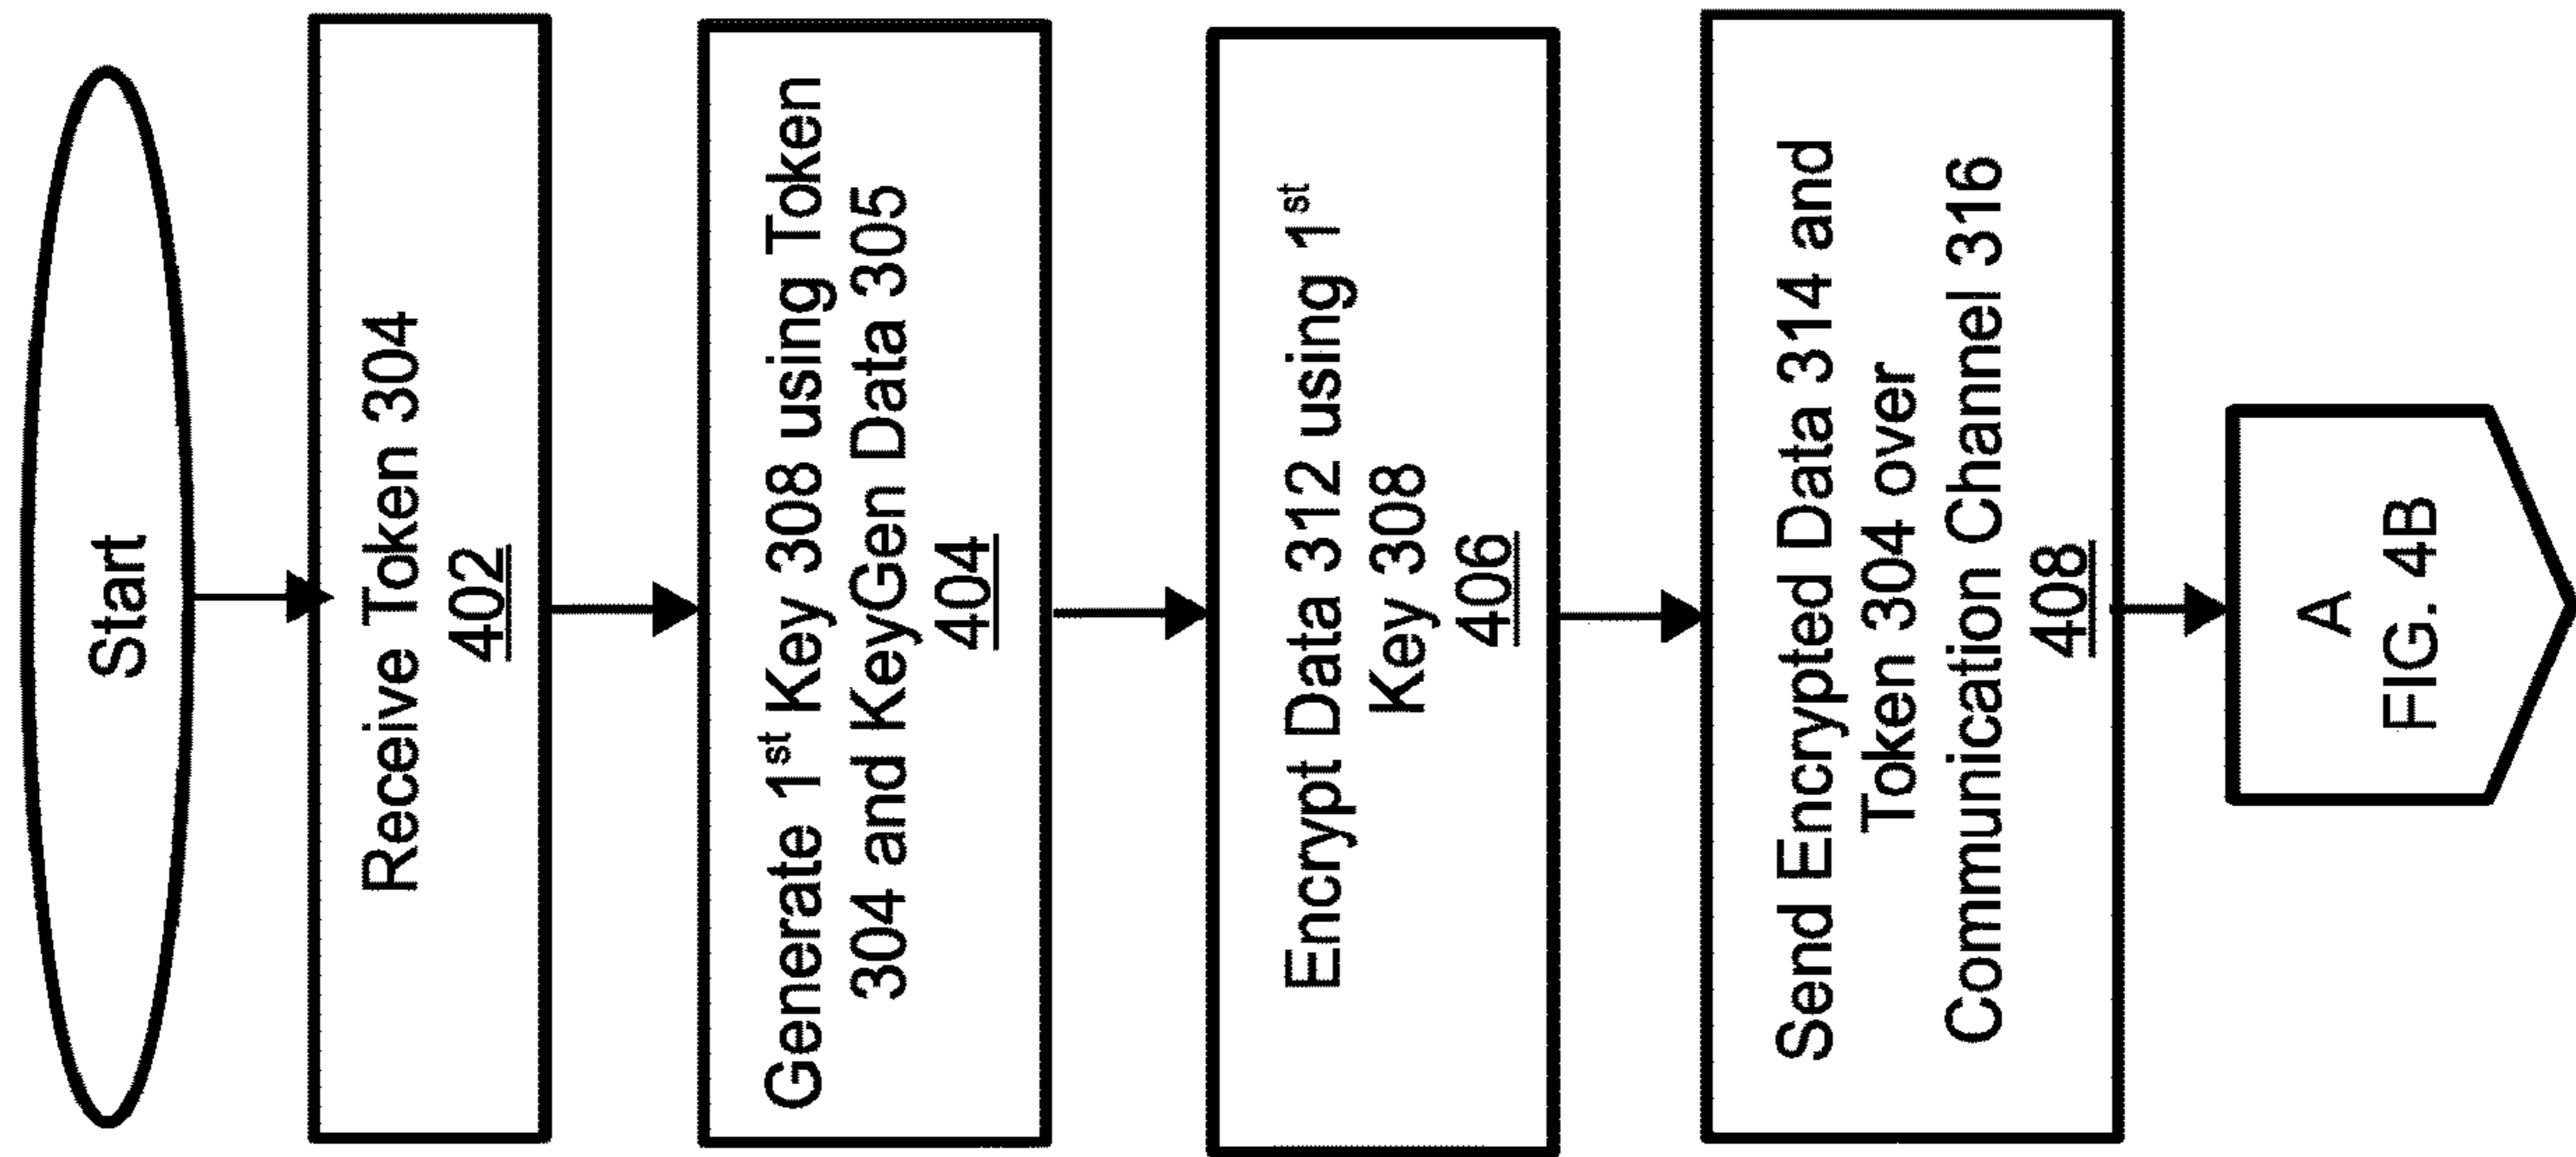 Start
Receive Token 304
402
Generate 1st Key 308 using Token
304 and KeyGen Data 305
404
Encrypt Data 312 using 1st
Key 308
406
Send Encrypted Data 314 and
Token 304 over
Communication Channel 316
408
A
FIG. 4B